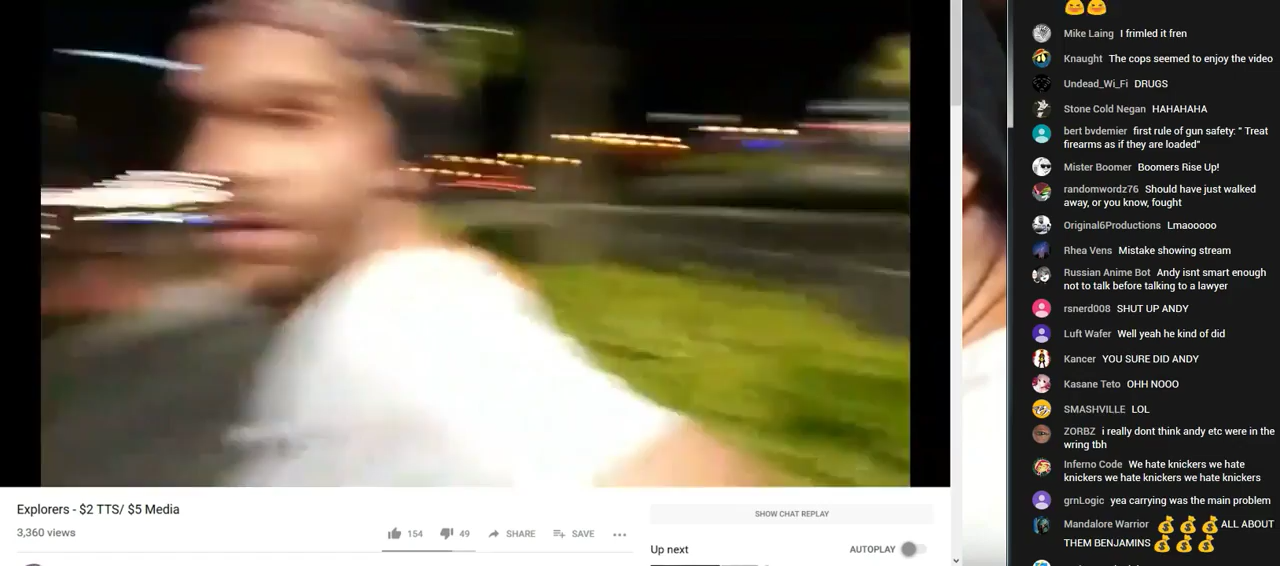 Explorers - $2 TTS/ $5 Media
3,360 views
154
49
SHARE
SAVE
SHOW CHAT REPLAY
Up next
AUTOPLAY
Mike Laing I frimled it fren
Knaught The cops seemed to enjoy the video
Undead_Wi_Fi DRUGS
Stone Cold Negan HAHAHAHA
bert bvdemier first rule of gun safety: " Treat
firearms as if they are loaded"
Mister Boomer Boomers Rise Up!
randomwordz76 Should have just walked
away, or you know, fought
Original6Productions Lmaooooo
Rhea Vens Mistake showing stream
Russian Anime Bot Andy isnt smart enough
not to talk before talking to a lawyer
rsnerd008 SHUT UP ANDY
Luft Wafer Well yeah he kind of did
Kancer YOU SURE DID ANDY
Kasane Teto OHH NOOO
SMASHVILLE LOL
ZORBZ i really dont think andy etc were in the
wring tbh
Inferno Code We hate knickers we hate
knickers we hate knickers we hate knickers
grnLogic yea carrying was the main problem
Mandalore Warrior 💰 💰 💰 ALL ABOUT
THEM BENJAMINS 💰 💰 💰